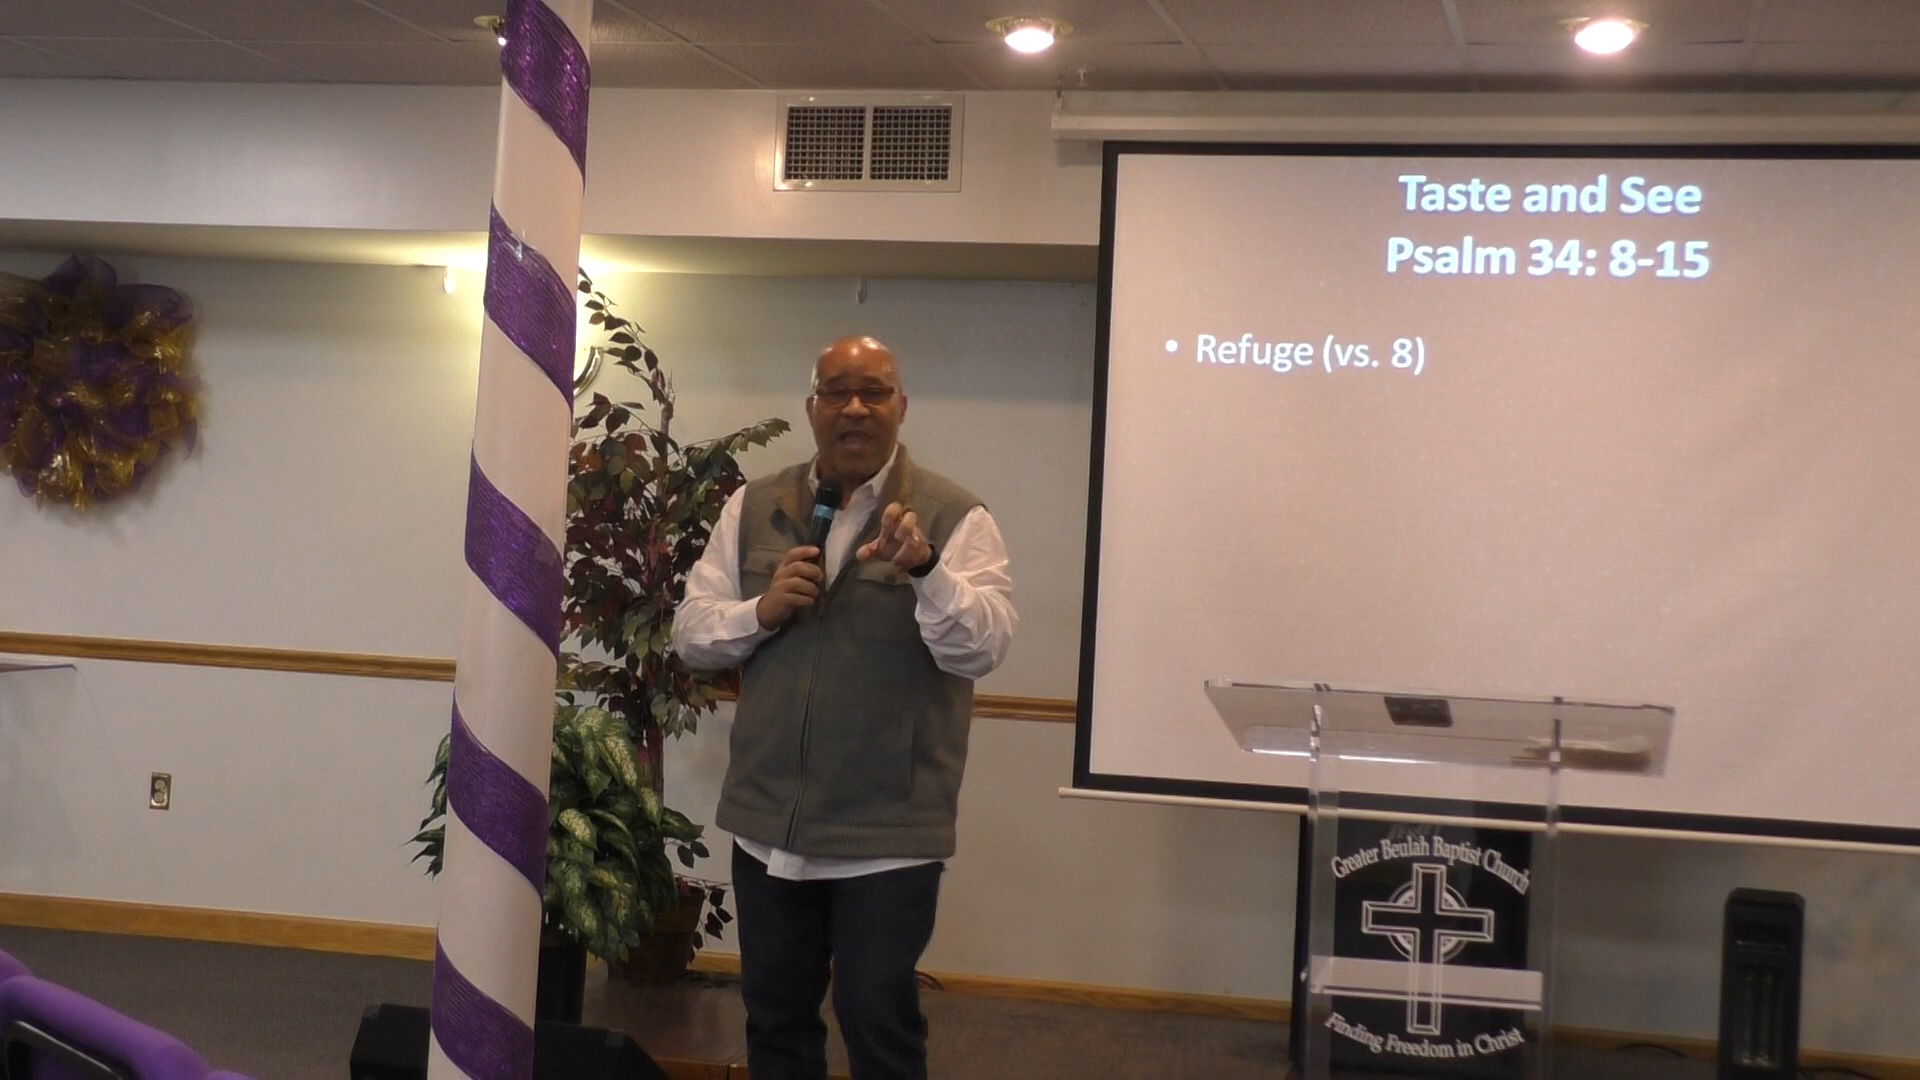 Taste and See
Psalm 34: 8-15
• Refuge (vs. 8)
Greater Beulah Baptist Church
Finding Freedom in Christ